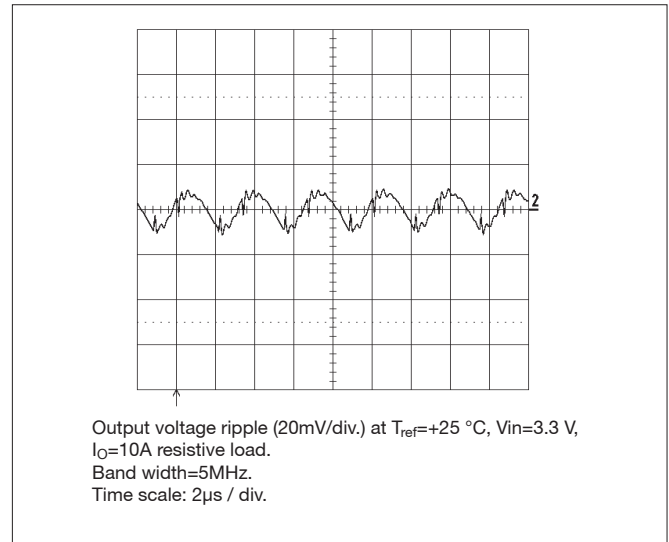 2
Output voltage ripple (20mV/div.) at Tref=+25 °C, Vin=3.3 V,
IO=10A resistive load.
Band width=5MHz.
Time scale: 2µs / div.